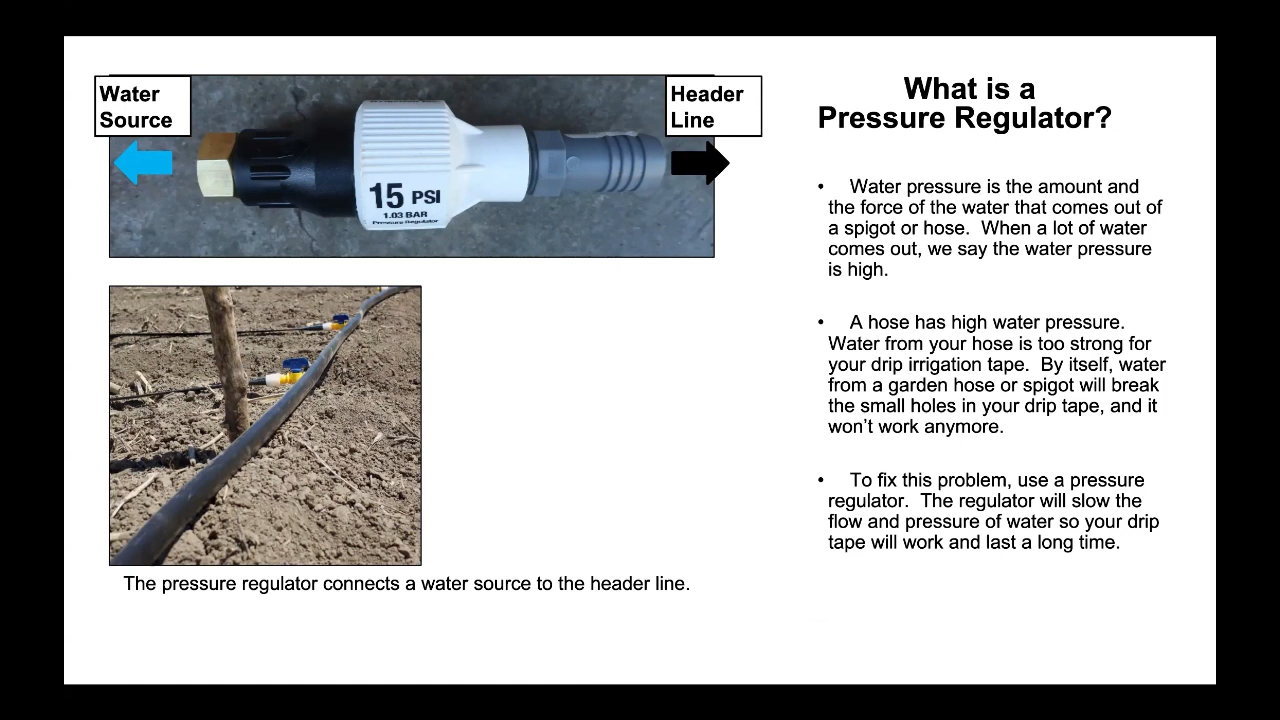 Water
Source
Header
Line
15 PSI
1.03 BAR
Pressure Regulator
The pressure regulator connects a water source to the header line.
What is a
Pressure Regulator?
• Water pressure is the amount and
the force of the water that comes out of
a spigot or hose. When a lot of water
comes out, we say the water pressure
is high.
• A hose has high water pressure.
Water from your hose is too strong for
your drip irrigation tape. By itself, water
from a garden hose or spigot will break
the small holes in your drip tape, and it
won't work anymore.
• To fix this problem, use a pressure
regulator. The regulator will slow the
flow and pressure of water so your drip
tape will work and last a long time.